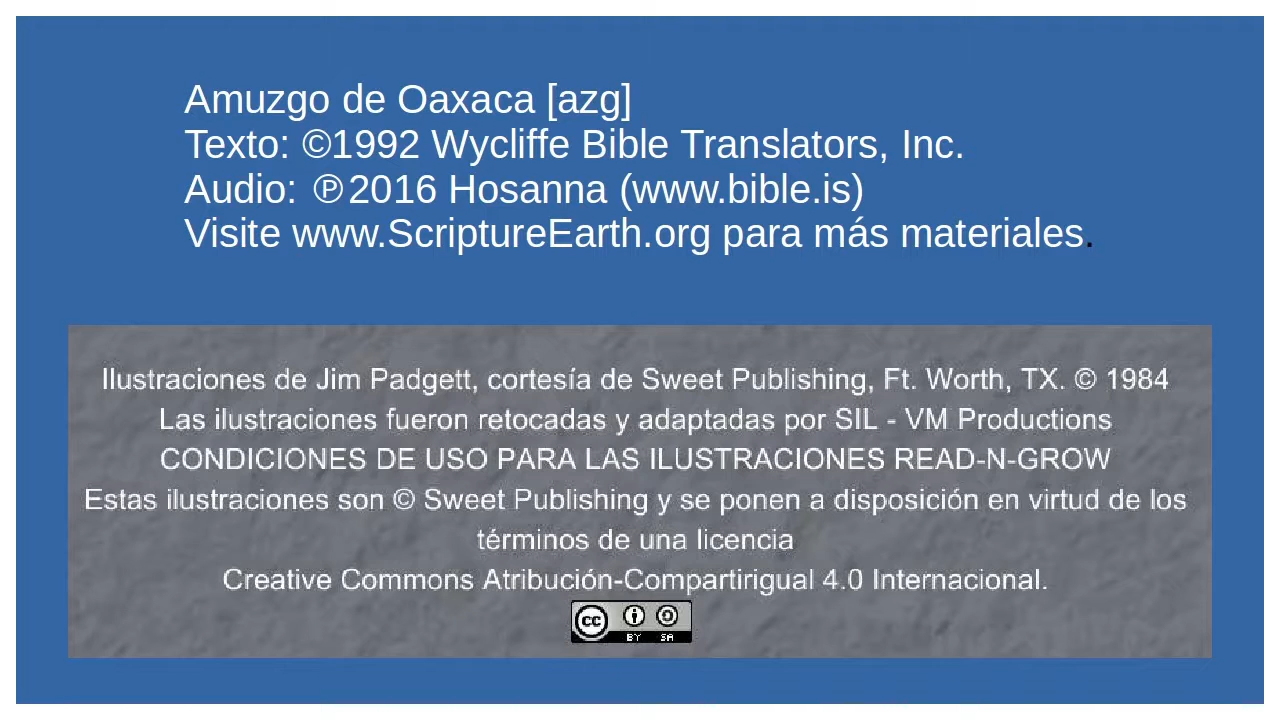 Amuzgo de Oaxaca [azg]
Texto: ©1992 Wycliffe Bible Translators, Inc.
Audio: ℗2016 Hosanna (www.bible.is)
Visite www.ScriptureEarth.org para más materiales.
Ilustraciones de Jim Padgett, cortesía de Sweet Publishing, Ft. Worth, TX. © 1984
Las ilustraciones fueron retocadas y adaptadas por SIL - VM Productions
CONDICIONES DE USO PARA LAS ILUSTRACIONES READ-N-GROW
Estas ilustraciones son © Sweet Publishing y se ponen a disposición en virtud de los
términos de una licencia
Creative Commons Atribución-Compartirigual 4.0 Internacional.
cc BY SA